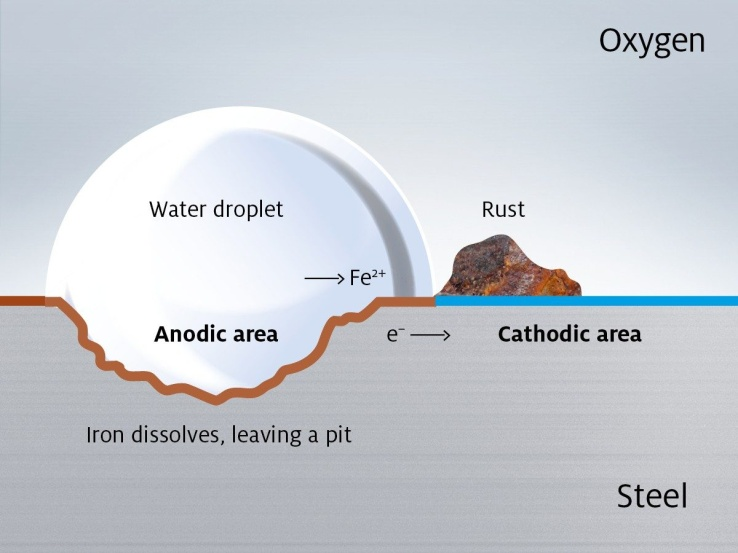 Oxygen
Water droplet
Rust
→ Fe²⁺
Anodic area
e⁻ →
Cathodic area
Iron dissolves, leaving a pit
Steel